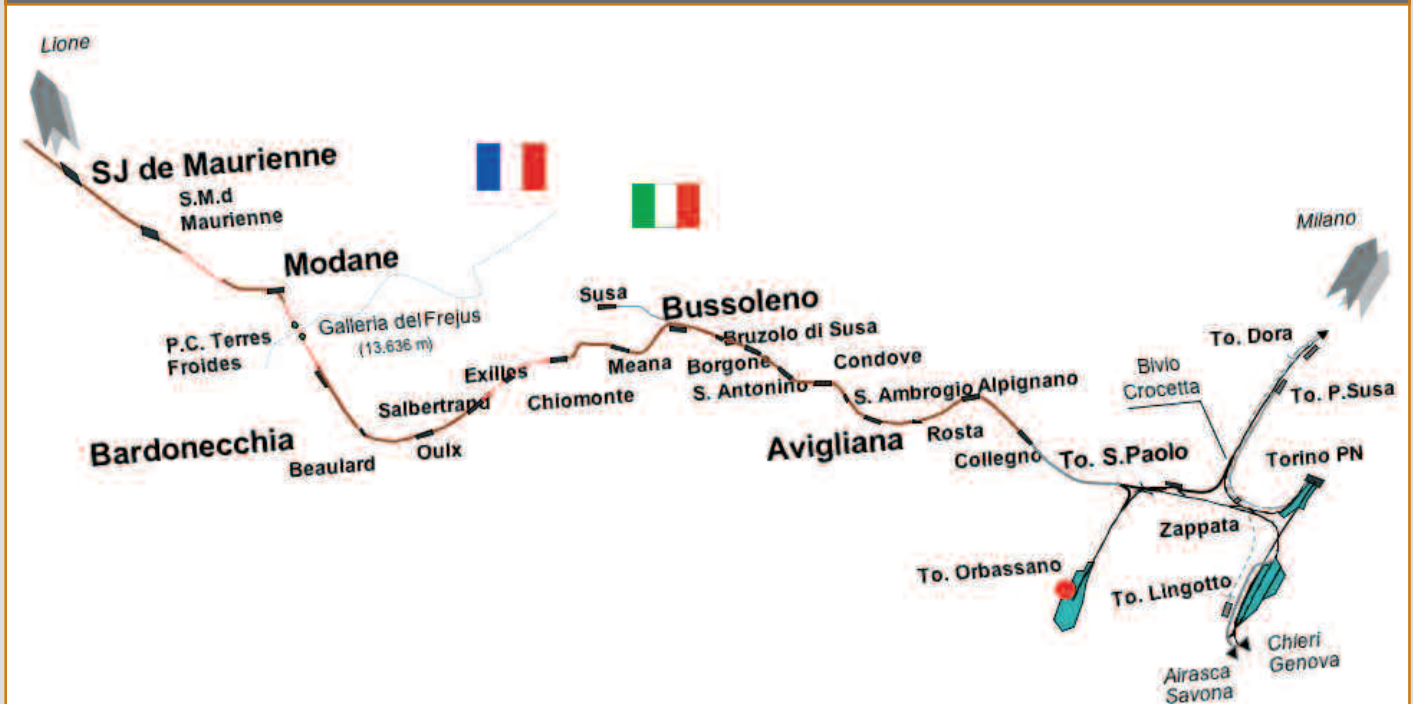 Lione
SJ de Maurienne
S.M.d
Maurienne
Modane
P.C. Terres
Froides
Galleria del Frejus
(13.636 m)
Susa
Bussoleno
Bruzolo di Susa
Exilles
Meana
Borgone
Condove
Salbertrand
Chiomonte
S. Antonino
S. Ambrogio
Alpignano
Bardonecchia
Beaulard
Oulx
Avigliana
Rosta
Collegno
To. S.Paolo
Milano
To. Dora
Bivio
Crocetta
To. P.Susa
Torino PN
Zappata
To. Orbassano
To. Lingotto
Chieri
Genova
Airasca
Savona